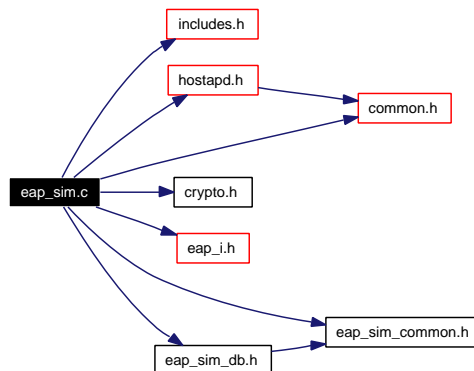 includes.h
hostapd.h
common.h
eap_sim.c
crypto.h
eap_i.h
eap_sim_common.h
eap_sim_db.h